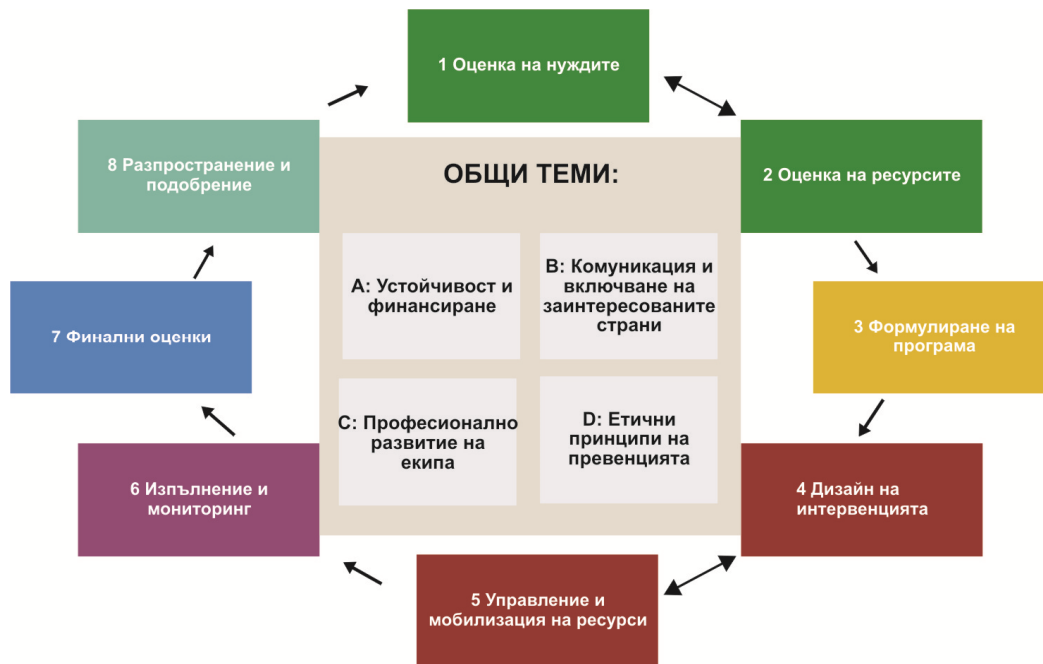 1 Оценка на нуждите
2 Оценка на ресурсите
3 Формулиране на
програма
4 Дизайн на
интервенцията
5 Управление и
мобилизация на ресурси
6 Изпълнение и
мониторинг
7 Финални оценки
8 Разпространение и
подобрение
ОБЩИ ТЕМИ:
A: Устойчивост и
финансиране
B: Комуникация и
включване на
заинтересованите
страни
C: Професионално
развитие на
екипа
D: Етични
принципи на
превенцията